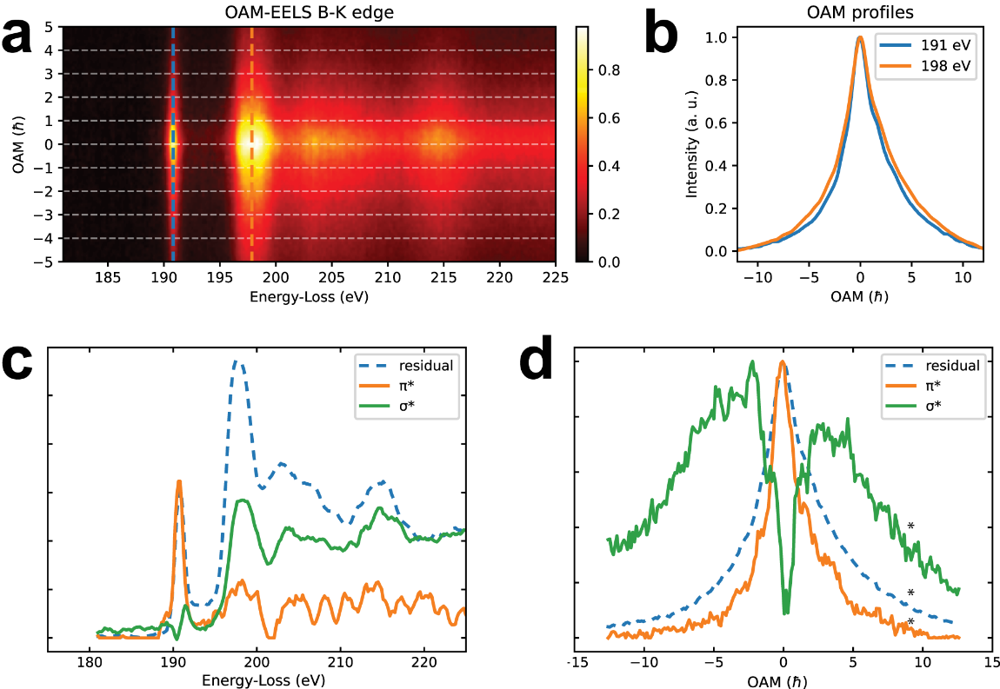 a
OAM-EELS B-K edge
5
4
3
2
1
0
−1
−2
−3
−4
−5
OAM (ℏ)
185 190 195 200 205 210 215 220 225
Energy-Loss (eV)
0.8
0.6
0.4
0.2
0.0
b
OAM profiles
1.0
0.8
0.6
0.4
0.2
0.0
Intensity (a. u.)
191 eV
198 eV
−10 −5 0 5 10
OAM (ℏ)
c
residual
π*
σ*
180 190 200 210 220
Energy-Loss (eV)
d
residual
π*
σ*
*
*
*
-15 −10 −5 0 5 10 15
OAM (ℏ)